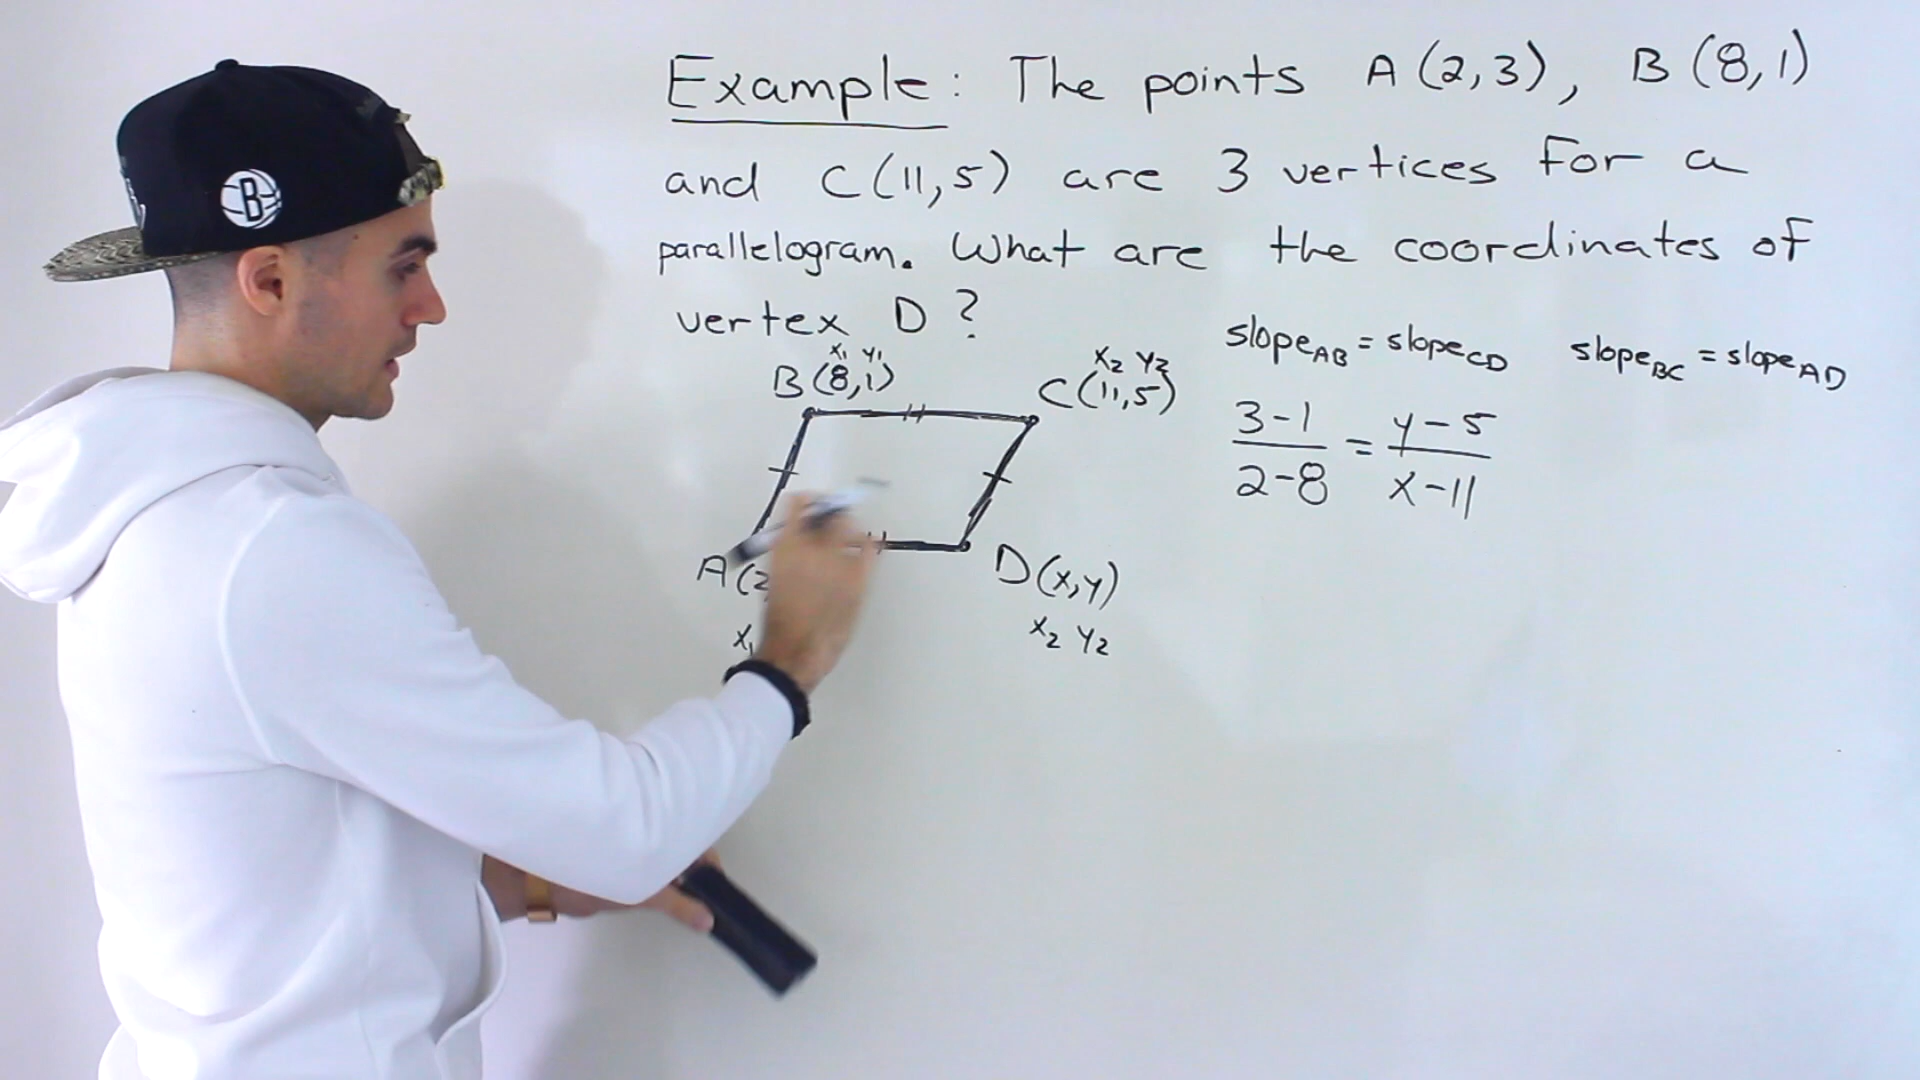 Example: The points A(2,3), B(8,1)
and C(11,5) are 3 vertices for a
parallelogram. What are the coordinates of
vertex D?
slopeAB = slopeCD   slopeBC = slopeAD
x₁ y₁
B(8,1)
x₂ y₂
C(11,5)
3-1 / 2-8 = y-5 / x-11
A(2
D(x,y)
x₁
x₂ y₂
B